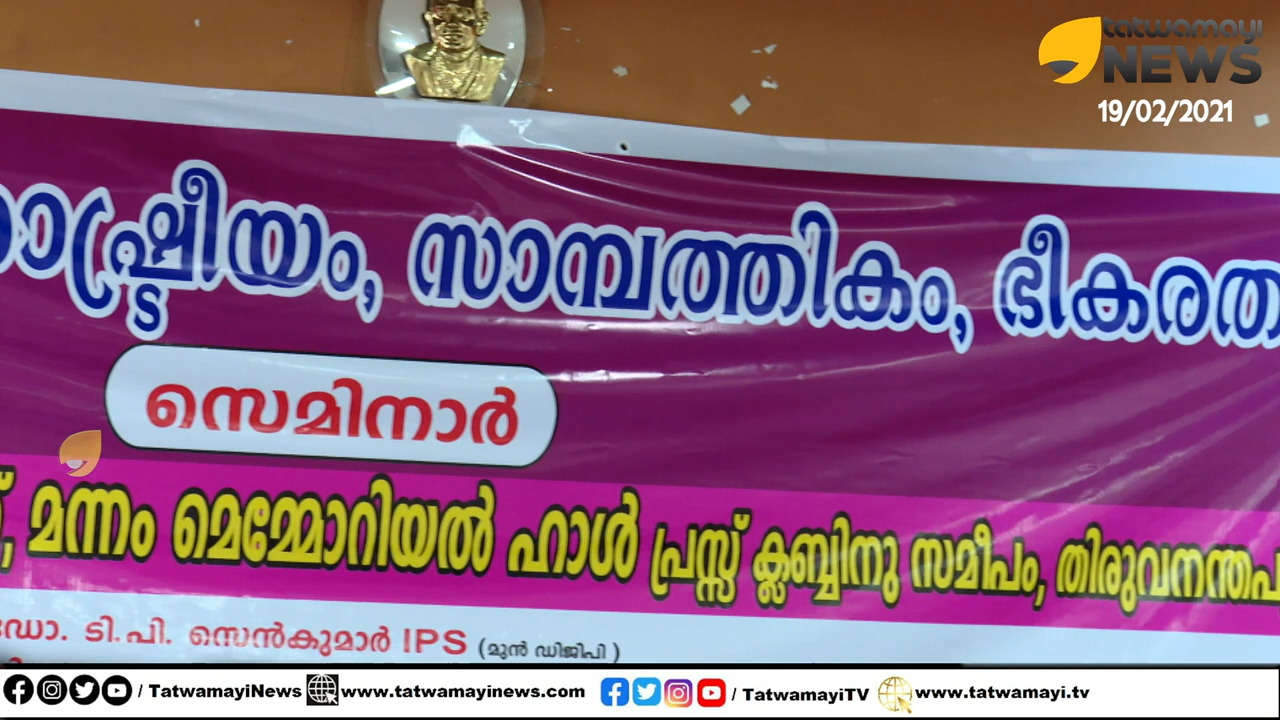 tatwamayi
NEWS
19/02/2021
രാഷ്ട്രീയം, സാമ്പത്തികം, ഭീകരത
സെമിനാർ
മന്നം മെമ്മോറിയൽ ഹാൾ പ്രസ്സ് ക്ലബ്ബിനു സമീപം, തിരുവനന്തപ
ഡോ. ടി.പി. സെൻകുമാർ IPS (മുൻ ഡിജിപി)
/ TatwamayiNews www.tatwamayinews.com / TatwamayiTV www.tatwamayi.tv